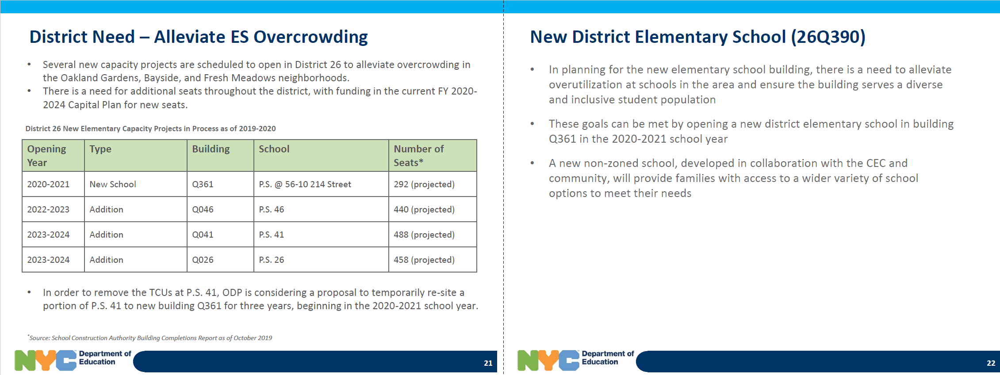 District Need – Alleviate ES Overcrowding
• Several new capacity projects are scheduled to open in District 26 to alleviate overcrowding in
the Oakland Gardens, Bayside, and Fresh Meadows neighborhoods.
• There is a need for additional seats throughout the district, with funding in the current FY 2020-
2024 Capital Plan for new seats.
District 26 New Elementary Capacity Projects in Process as of 2019-2020
Opening Year Type Building School Number of Seats*
2020-2021 New School Q361 P.S. @ 56-10 214 Street 292 (projected)
2022-2023 Addition Q046 P.S. 46 440 (projected)
2023-2024 Addition Q041 P.S. 41 488 (projected)
2023-2024 Addition Q026 P.S. 26 458 (projected)
• In order to remove the TCUs at P.S. 41, ODP is considering a proposal to temporarily re-site a
portion of P.S. 41 to new building Q361 for three years, beginning in the 2020-2021 school year.
*Source: School Construction Authority Building Completions Report as of October 2019
NYC™ Department of
Education
21
New District Elementary School (26Q390)
• In planning for the new elementary school building, there is a need to alleviate
overutilization at schools in the area and ensure the building serves a diverse
and inclusive student population
• These goals can be met by opening a new district elementary school in building
Q361 in the 2020-2021 school year
• A new non-zoned school, developed in collaboration with the CEC and
community, will provide families with access to a wider variety of school
options to meet their needs
NYC™ Department of
Education
22